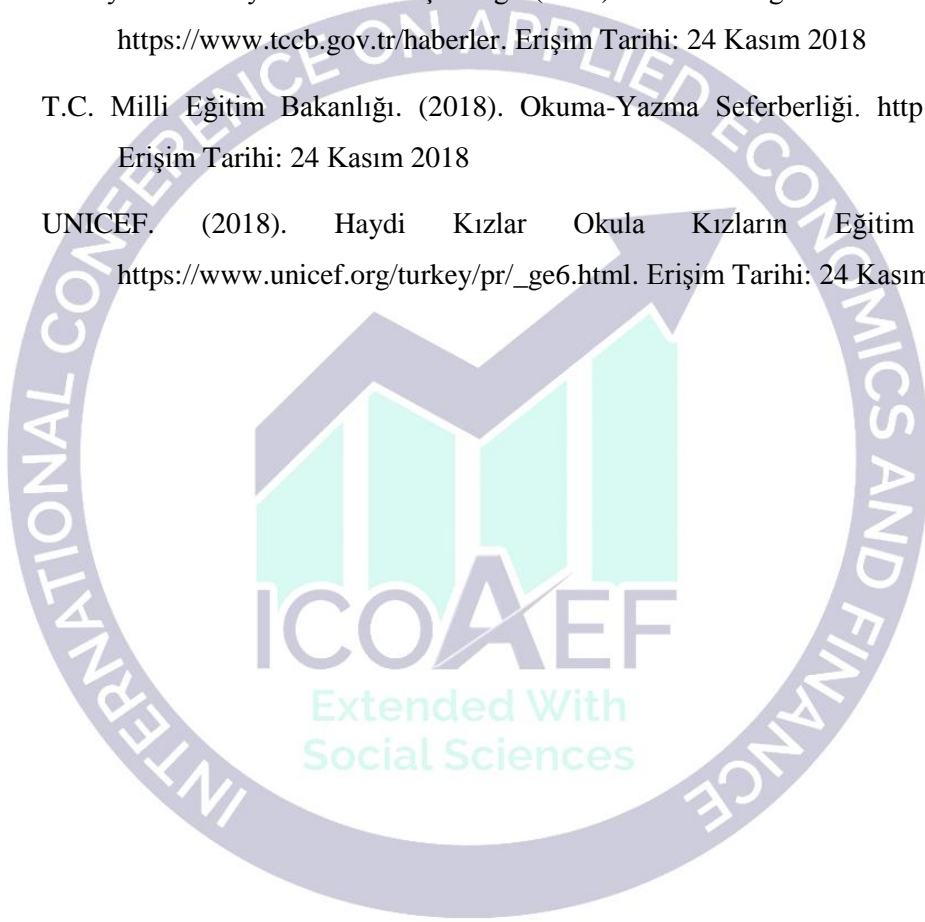 https://www.tccb.gov.tr/haberler. Erişim Tarihi: 24 Kasım 2018
T.C. Milli Eğitim Bakanlığı. (2018). Okuma-Yazma Seferberliği. http
Erişim Tarihi: 24 Kasım 2018
UNICEF. (2018). Haydi Kızlar Okula Kızların Eğitim
https://www.unicef.org/turkey/pr/_ge6.html. Erişim Tarihi: 24 Kasım
INTERNATIONAL CONFERENCE ON APPLIED ECONOMICS AND FINANCE
ICOAEF
Extended With
Social Sciences